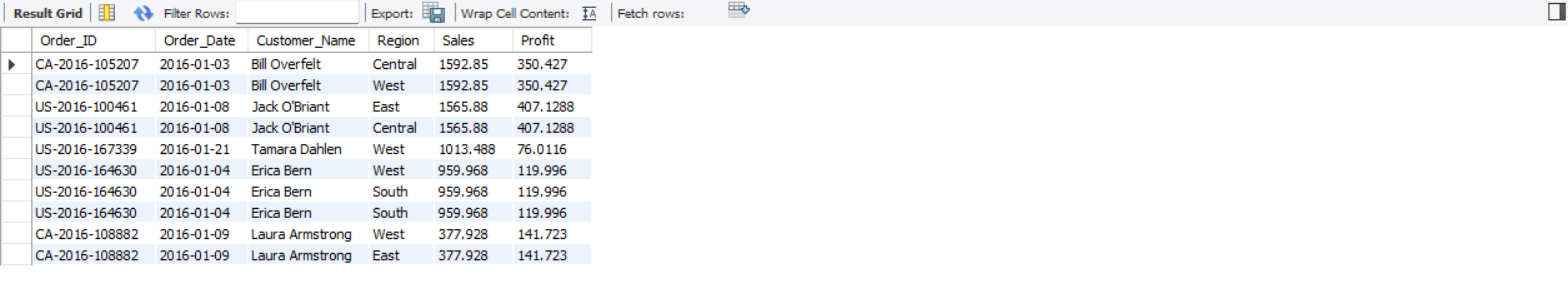 Result Grid Filter Rows: Export: Wrap Cell Content: IA Fetch rows:
Order_ID Order_Date Customer_Name Region Sales Profit
CA-2016-105207 2016-01-03 Bill Overfelt Central 1592.85 350.427
CA-2016-105207 2016-01-03 Bill Overfelt West 1592.85 350.427
US-2016-100461 2016-01-08 Jack O'Briant East 1565.88 407.1288
US-2016-100461 2016-01-08 Jack O'Briant Central 1565.88 407.1288
US-2016-167339 2016-01-21 Tamara Dahlen West 1013.488 76.0116
US-2016-164630 2016-01-04 Erica Bern West 959.968 119.996
US-2016-164630 2016-01-04 Erica Bern South 959.968 119.996
US-2016-164630 2016-01-04 Erica Bern South 959.968 119.996
CA-2016-108882 2016-01-09 Laura Armstrong West 377.928 141.723
CA-2016-108882 2016-01-09 Laura Armstrong East 377.928 141.723